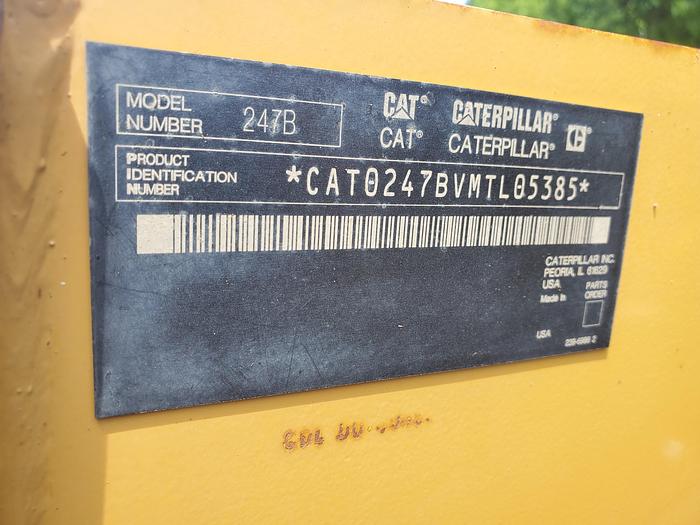 MODEL NUMBER 247B
CAT® CATERPILLAR®
CAT® CATERPILLAR® C
PRODUCT IDENTIFICATION NUMBER *CAT0247BVMTL05385*
CATERPILLAR INC.
PEORIA, IL 61629
USA PARTS
Made In ORDER
USA